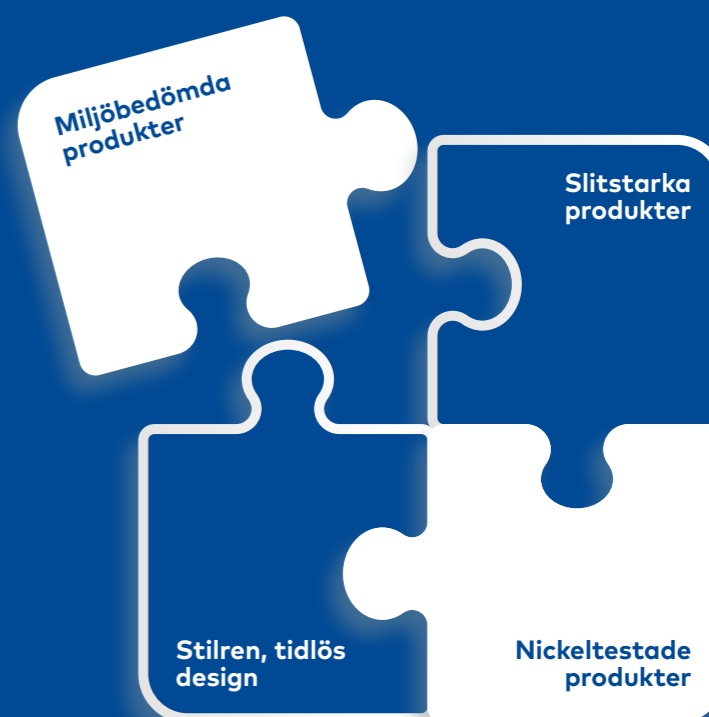 Miljöbedömda
produkter
Slitstarka
produkter
Stilren, tidlös
design
Nickeltestade
produkter